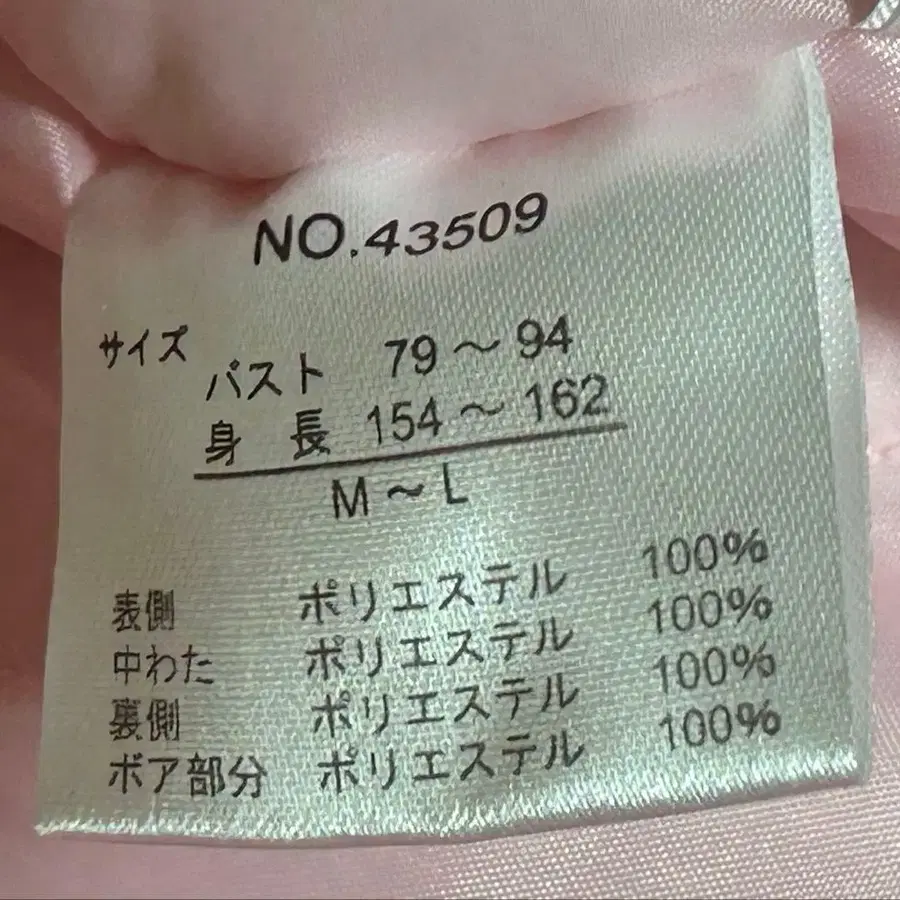 NO.43509
サイズ
バスト 79～94
身長 154～162
M～L
表側 ポリエステル 100%
中わた ポリエステル 100%
裏側 ポリエステル 100%
ボア部分 ポリエステル 100%